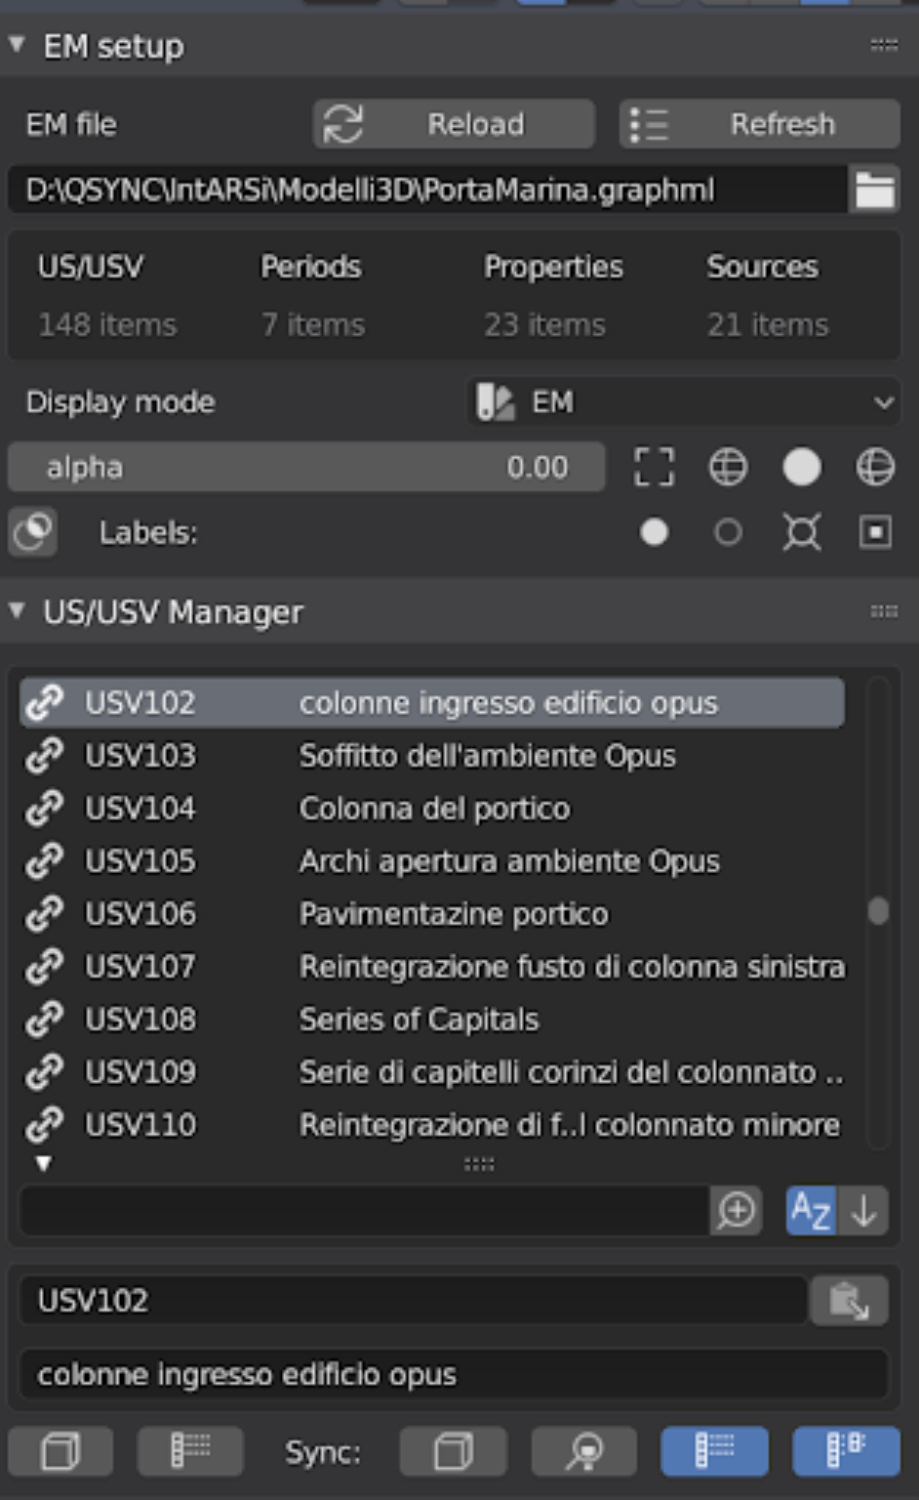 EM setup
EM file Reload Refresh
D:\QSYNC\IntARSi\Modelli3D\PortaMarina.graphml
US/USV Periods Properties Sources
148 items 7 items 23 items 21 items
Display mode EM
alpha 0.00
Labels:
US/USV Manager
USV102 colonne ingresso edificio opus
USV103 Soffitto dell'ambiente Opus
USV104 Colonna del portico
USV105 Archi apertura ambiente Opus
USV106 Pavimentazine portico
USV107 Reintegrazione fusto di colonna sinistra
USV108 Series of Capitals
USV109 Serie di capitelli corinzi del colonnato ..
USV110 Reintegrazione di f..l colonnato minore
AZ
USV102
colonne ingresso edificio opus
Sync: